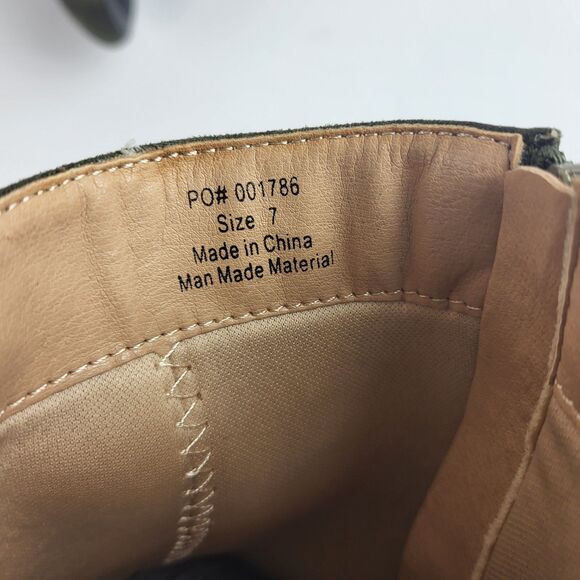 PO# 001786
Size 7
Made in China
Man Made Material